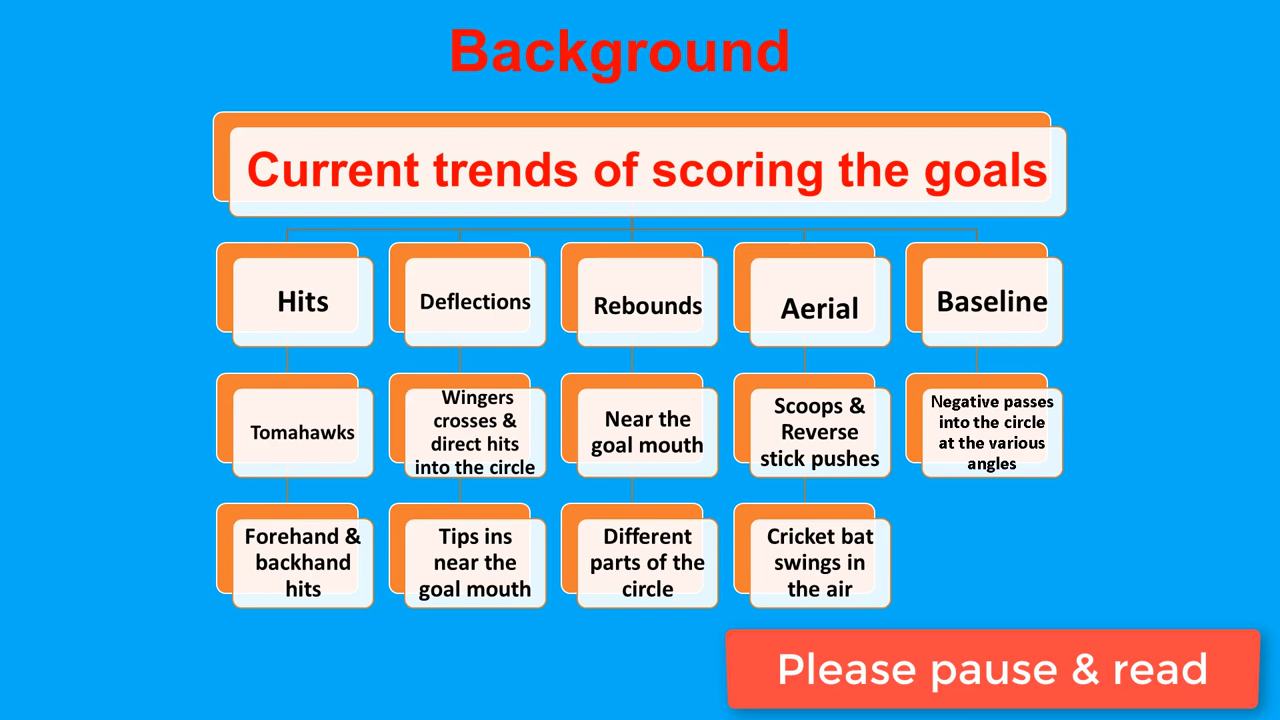 Background
Current trends of scoring the goals
Hits
Deflections
Rebounds
Aerial
Baseline
Tomahawks
Wingers
crosses &
direct hits
into the circle
Near the
goal mouth
Scoops &
Reverse
stick pushes
Negative passes
into the circle
at the various
angles
Forehand &
backhand
hits
Tips ins
near the
goal mouth
Different
parts of the
circle
Cricket bat
swings in
the air
Please pause & read